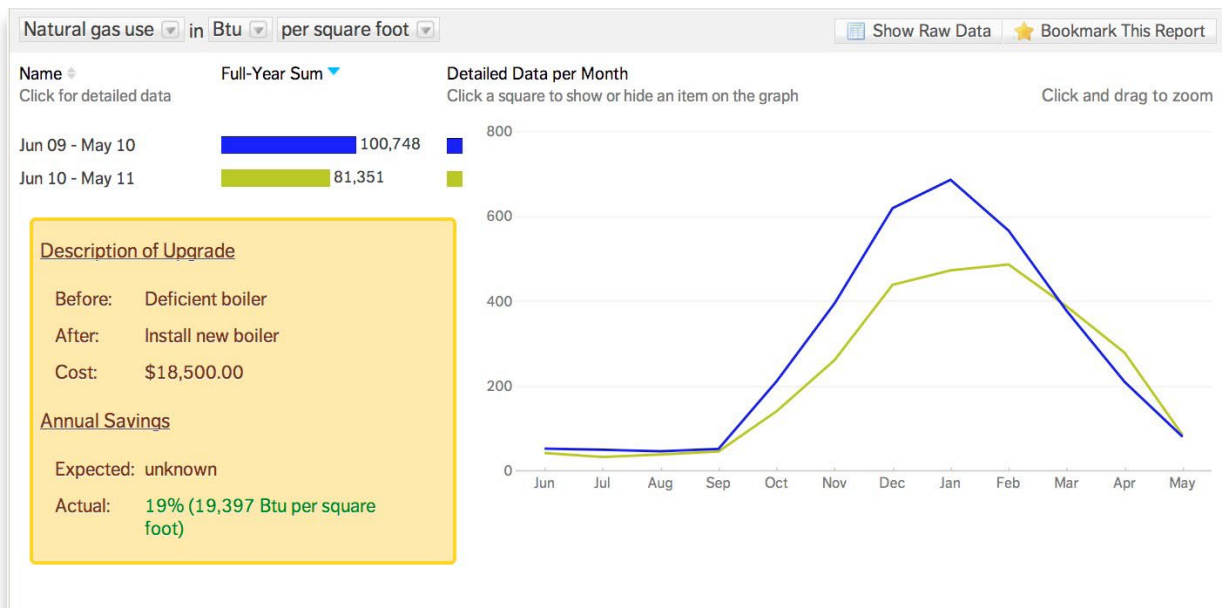 Natural gas use in Btu per square foot
Show Raw Data Bookmark This Report
Name Full-Year Sum Detailed Data per Month
Click for detailed data Click a square to show or hide an item on the graph Click and drag to zoom
Jun 09 - May 10 100,748
Jun 10 - May 11 81,351
Description of Upgrade
Before: Deficient boiler
After: Install new boiler
Cost: $18,500.00
Annual Savings
Expected: unknown
Actual: 19% (19,397 Btu per square
foot)
800
600
400
200
0
Jun Jul Aug Sep Oct Nov Dec Jan Feb Mar Apr May